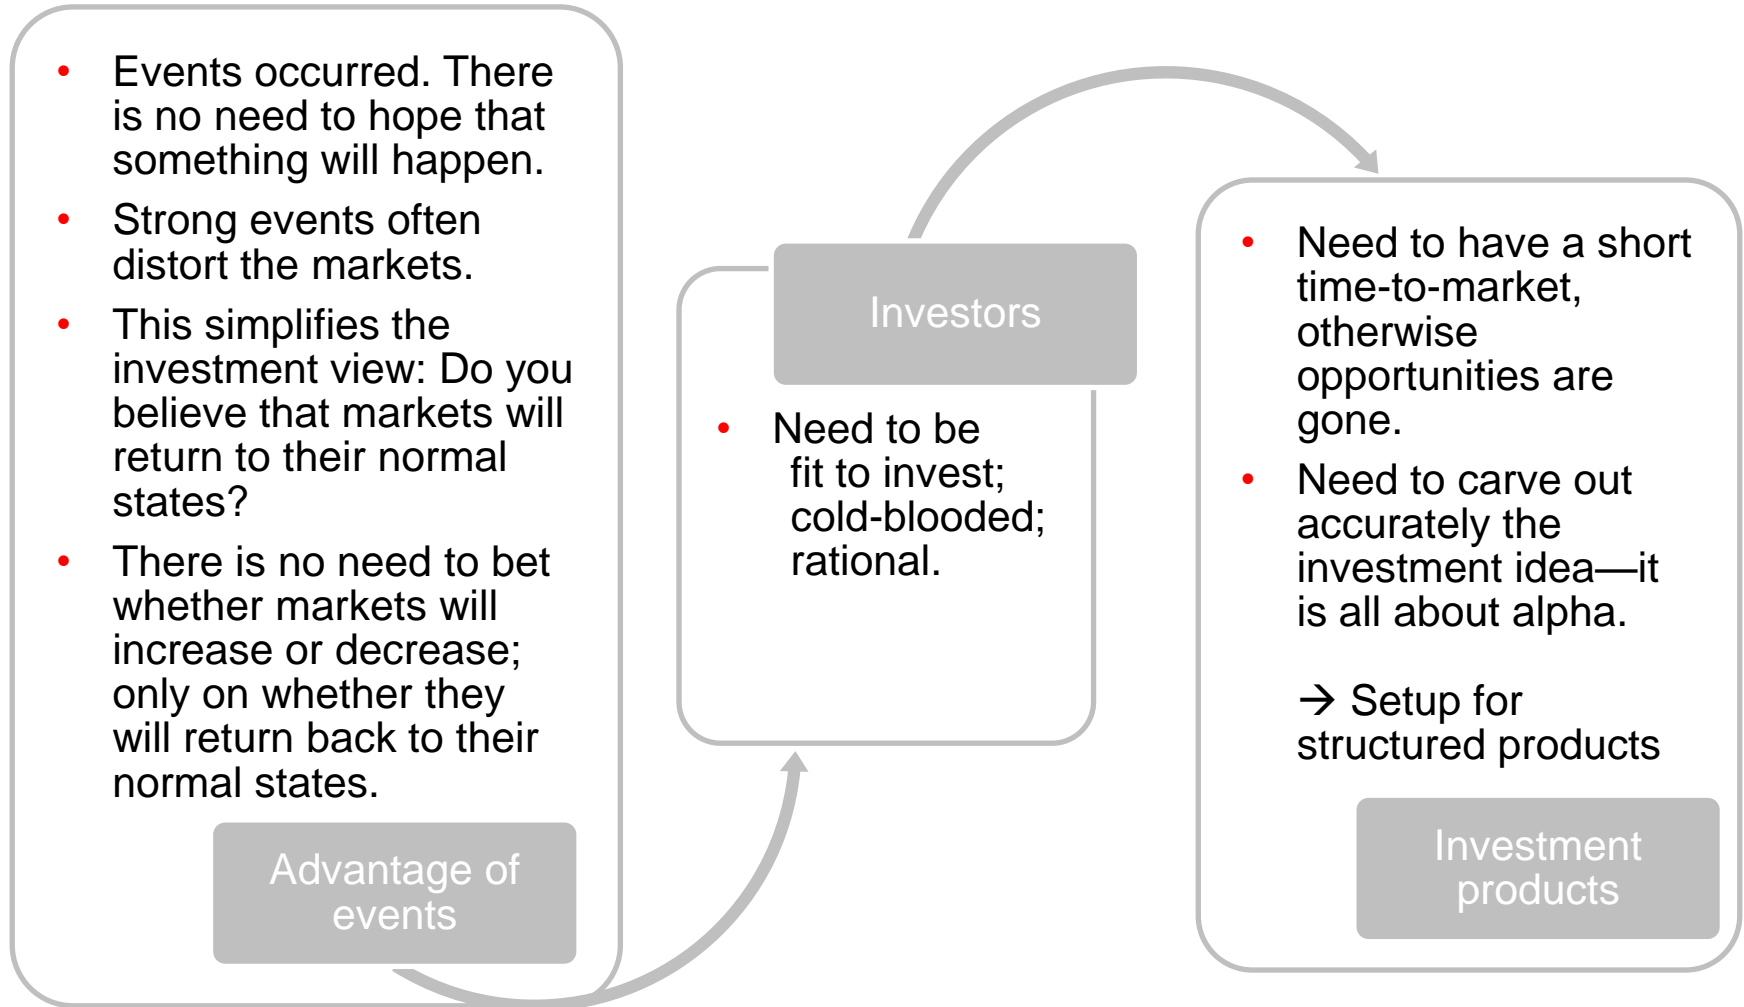 • Events occurred. There
is no need to hope that
something will happen.
• Strong events often
distort the markets.
• This simplifies the
investment view: Do you
believe that markets will
return to their normal
states?
• There is no need to bet
whether markets will
increase or decrease;
only on whether they
will return back to their
normal states.
Advantage of
events
Investors
• Need to be
fit to invest;
cold-blooded;
rational.
• Need to have a short
time-to-market,
otherwise
opportunities are
gone.
• Need to carve out
accurately the
investment idea—it
is all about alpha.
→ Setup for
structured products
Investment
products